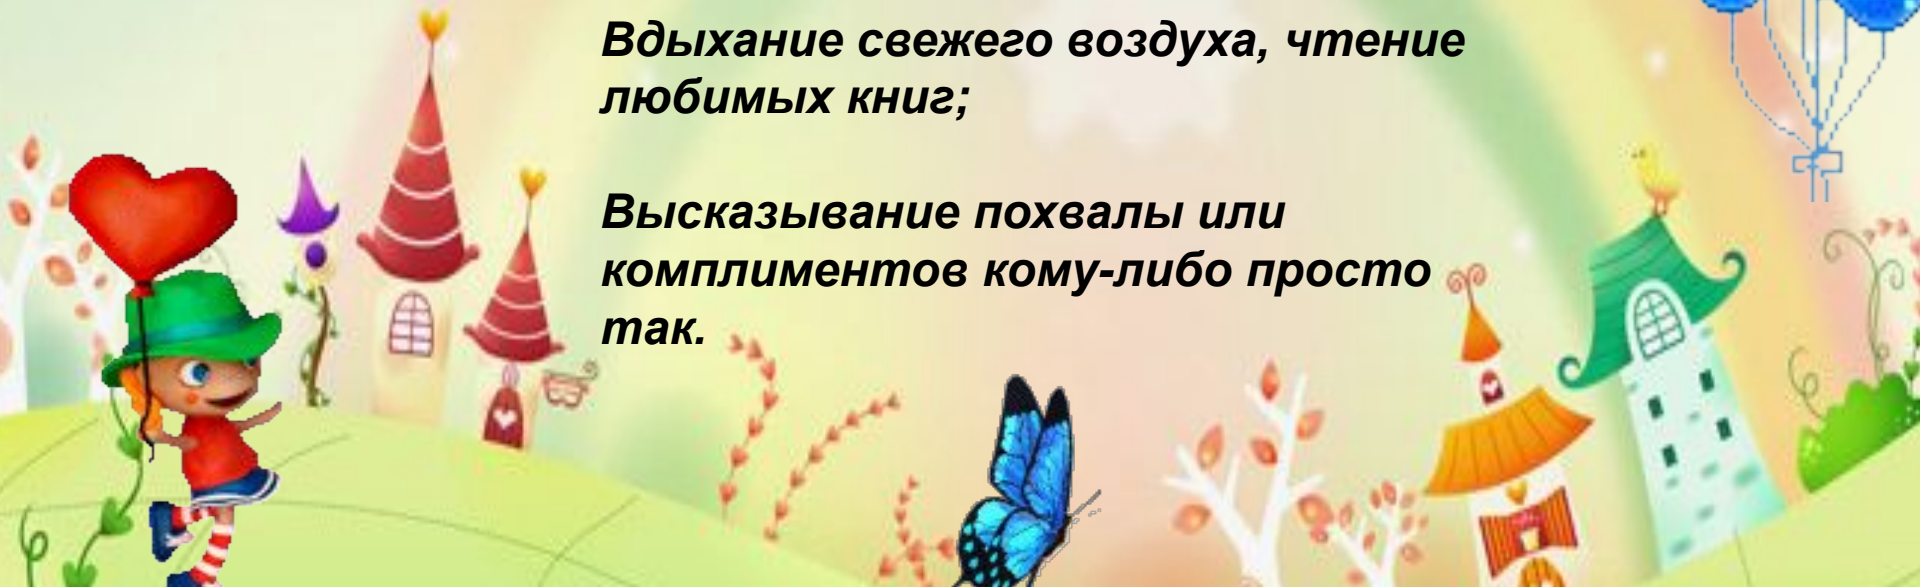 Вдыхание свежего воздуха, чтение
любимых книг;
Высказывание похвалы или
комплиментов кому-либо просто
так.